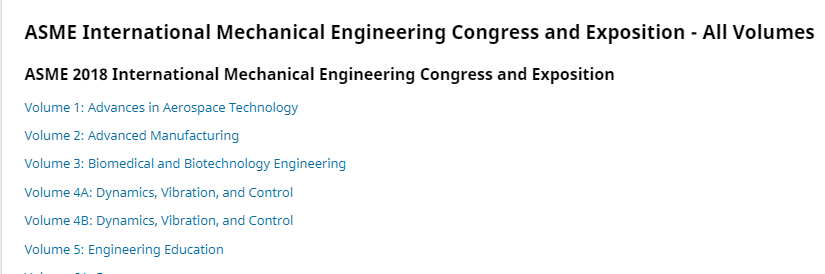 ASME International Mechanical Engineering Congress and Exposition - All Volumes
ASME 2018 International Mechanical Engineering Congress and Exposition
Volume 1: Advances in Aerospace Technology
Volume 2: Advanced Manufacturing
Volume 3: Biomedical and Biotechnology Engineering
Volume 4A: Dynamics, Vibration, and Control
Volume 4B: Dynamics, Vibration, and Control
Volume 5: Engineering Education